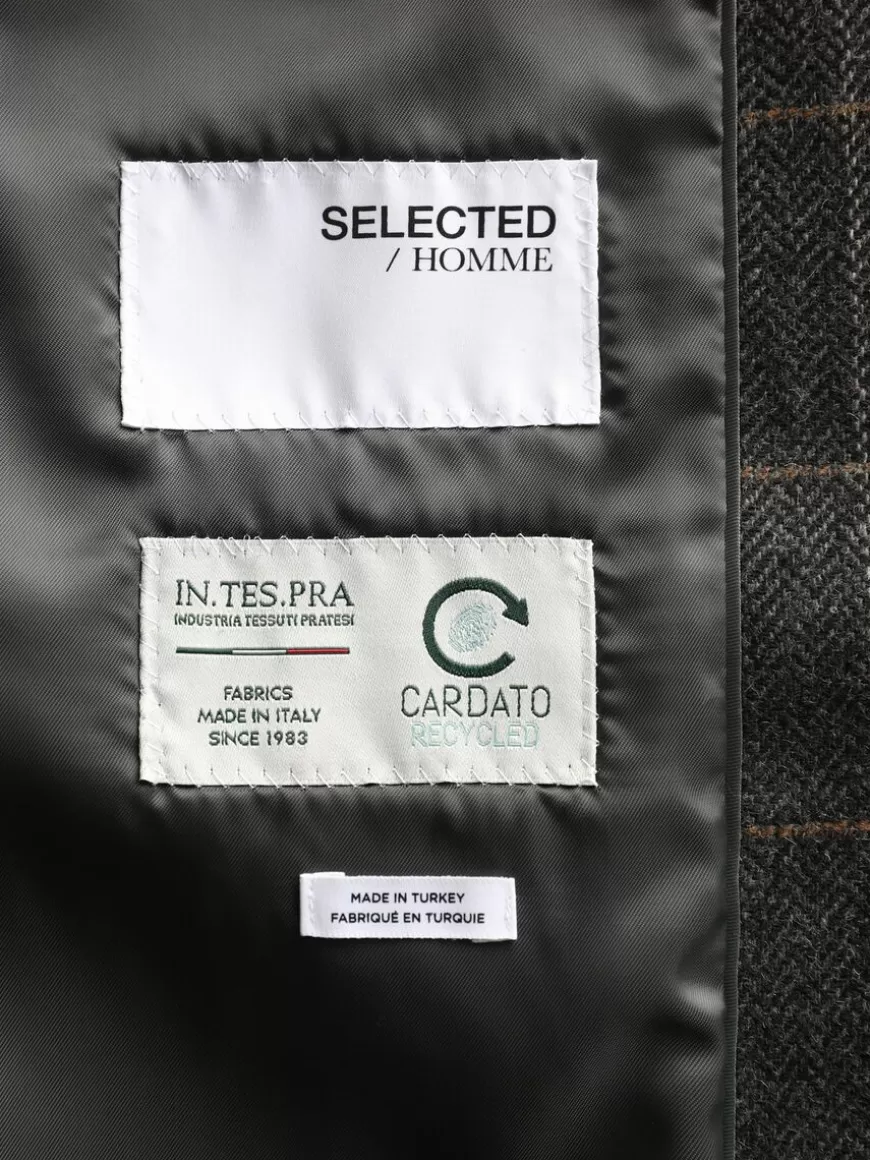 SELECTED
/ HOMME
IN.TES.PRA
INDUSTRIA TESSUTI PRATESI
FABRICS
MADE IN ITALY
SINCE 1983
CARDATO
RECYCLED
MADE IN TURKEY
FABRIQUÉ EN TURQUIE